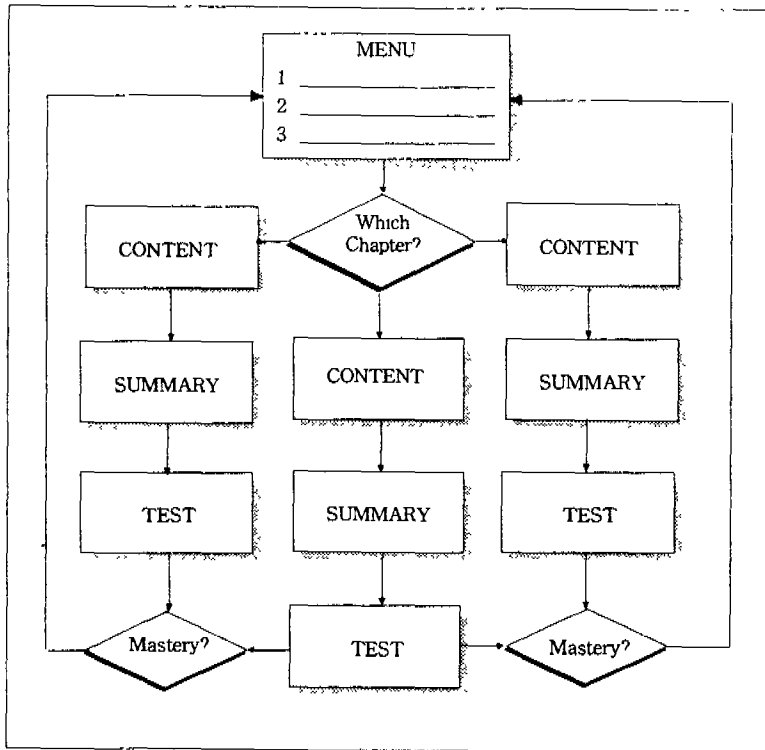 MENU
1
2
3
Which
Chapter?
CONTENT
CONTENT
SUMMARY
CONTENT
SUMMARY
TEST
SUMMARY
TEST
Mastery?
TEST
Mastery?